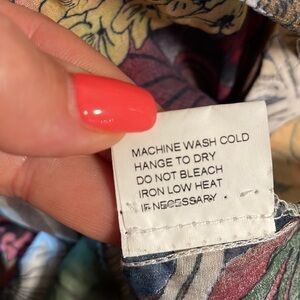 MACHINE WASH COLD
HANGE TO DRY
DO NOT BLEACH
IRON LOW HEAT
IF NECESSARY